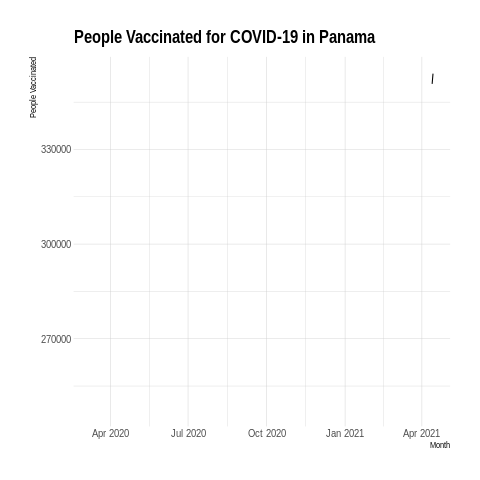 People Vaccinated for COVID-19 in Panama
People Vaccinated
330000
300000
270000
Apr 2020
Jul 2020
Oct 2020
Jan 2021
Apr 2021
Month